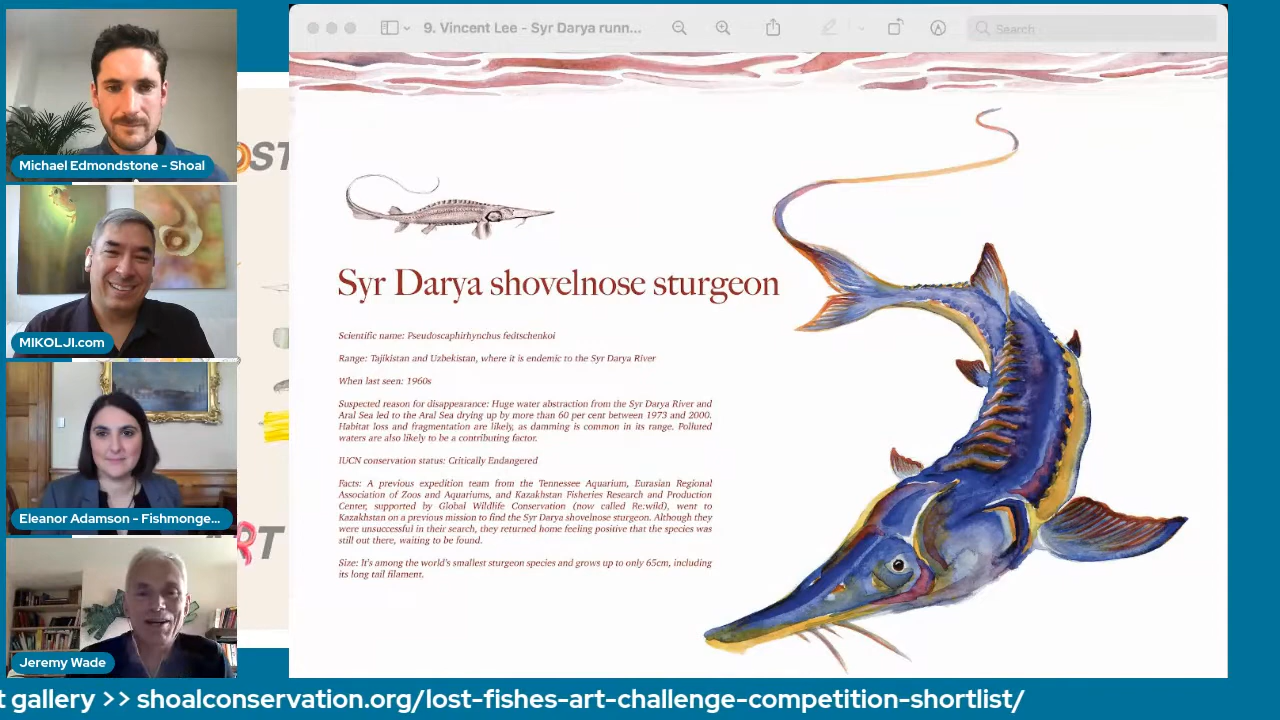 9. Vincent Lee - Syr Darya runn...
Search
Michael Edmondstone - Shoal
MIKOLJI.com
Eleanor Adamson - Fishmonge...
Jeremy Wade
OST
RT
Syr Darya shovelnose sturgeon
Scientific name: Pseudoscaphirhynchus fedtschenkoi
Range: Tajikistan and Uzbekistan, where it is endemic to the Syr Darya River
When last seen: 1960s
Suspected reason for disappearance: Huge water abstraction from the Syr Darya River and
Aral Sea led to the Aral Sea drying up by more than 60 per cent between 1973 and 2000.
Habitat loss and fragmentation are likely, as damming is common in its range. Polluted
waters are also likely to be a contributing factor.
IUCN conservation status: Critically Endangered
Facts: A previous expedition team from the Tennessee Aquarium, Eurasian Regional
Association of Zoos and Aquariums, and Kazakhstan Fisheries Research and Production
Center, supported by Global Wildlife Conservation (now called Re:wild), went to
Kazakhstan on a previous mission to find the Syr Darya shovelnose sturgeon. Although they
were unsuccessful in their search, they returned home feeling positive that the species was
still out there, waiting to be found.
Size: It's among the world's smallest sturgeon species and grows up to only 65cm, including
its long tail filament.
t gallery >> shoalconservation.org/lost-fishes-art-challenge-competition-shortlist/